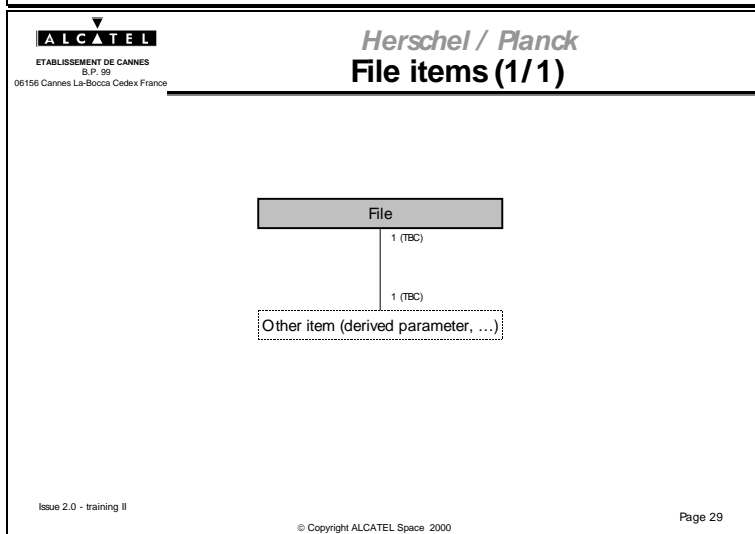 ALCATEL
ETABLISSEMENT DE CANNES
B.P. 99
06156 Cannes La-Bocca Cedex France
Herschel / Planck
File items (1/1)
File
1 (TBC)
1 (TBC)
Other item (derived parameter, …)
Issue 2.0 - training II
© Copyright ALCATEL Space 2000
Page 29